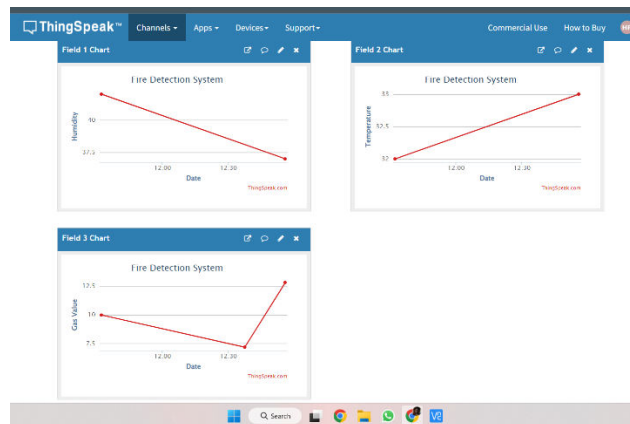 ThingSpeak™ Channels Apps Devices Support Commercial Use How to Buy
Field 1 Chart
Fire Detection System
Humidity
40
37.5
12:00 12:30
Date
ThingSpeak.com
Field 2 Chart
Fire Detection System
Temperature
33
32.5
32
12:00 12:30
Date
ThingSpeak.com
Field 3 Chart
Fire Detection System
Gas Value
12.5
10
7.5
12:00 12:30
Date
ThingSpeak.com
Search